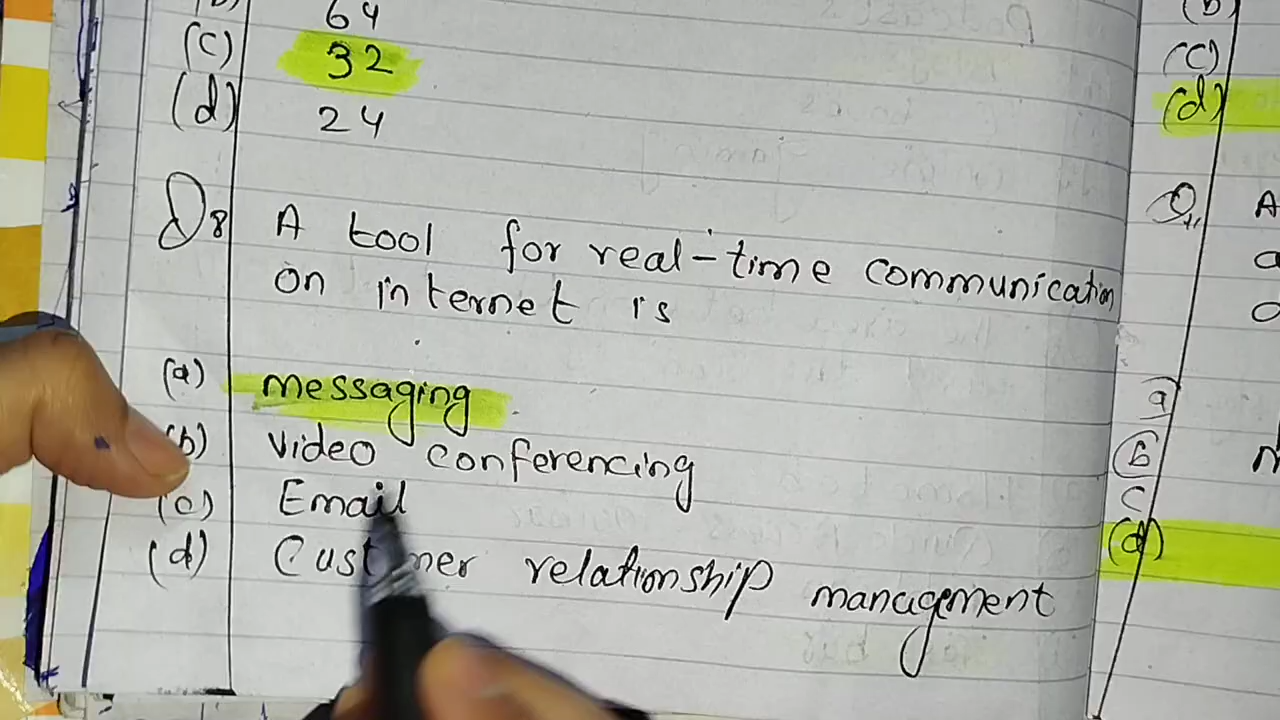 64
(c) 32
(d) 24
Q8 A tool for real-time communication
on internet is
(a) messaging
(b) video conferencing
(c) Email
(d) Customer relationship management
(b)
(c)
(d)
A
a
(b)
c
(d)